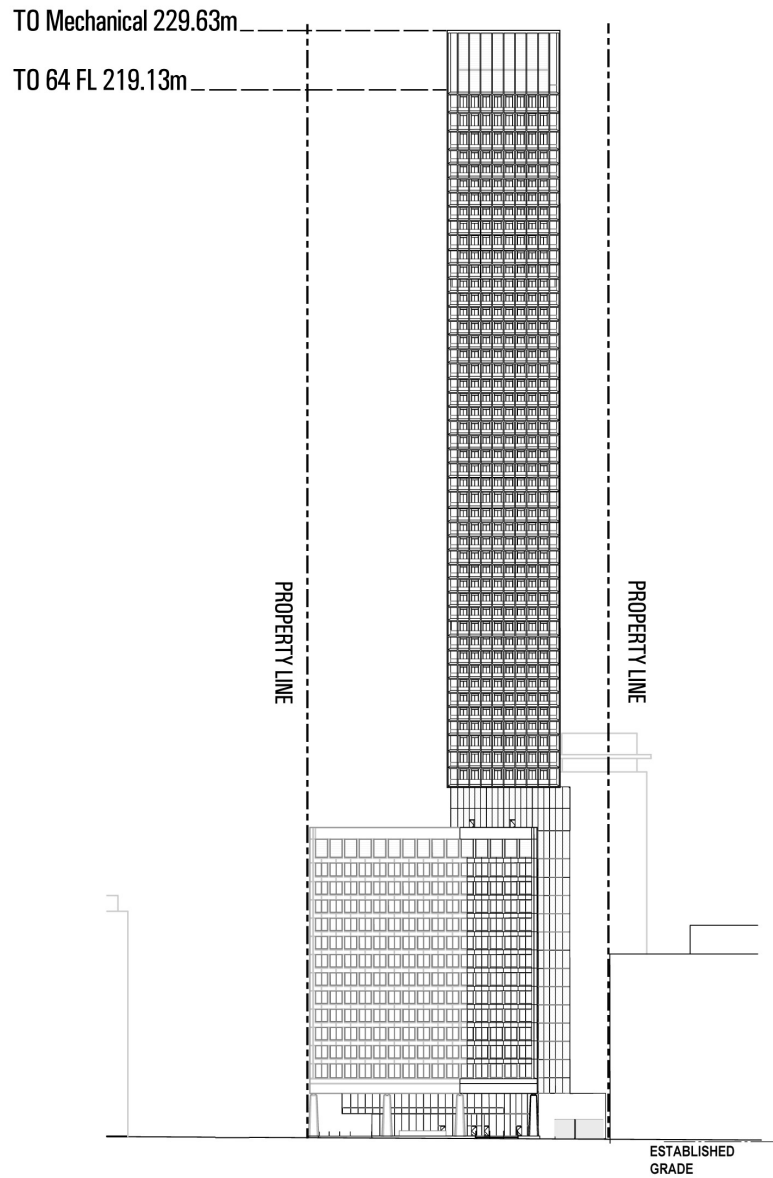 TO Mechanical 229.63m
TO 64 FL 219.13m
PROPERTY LINE
PROPERTY LINE
ESTABLISHED
GRADE